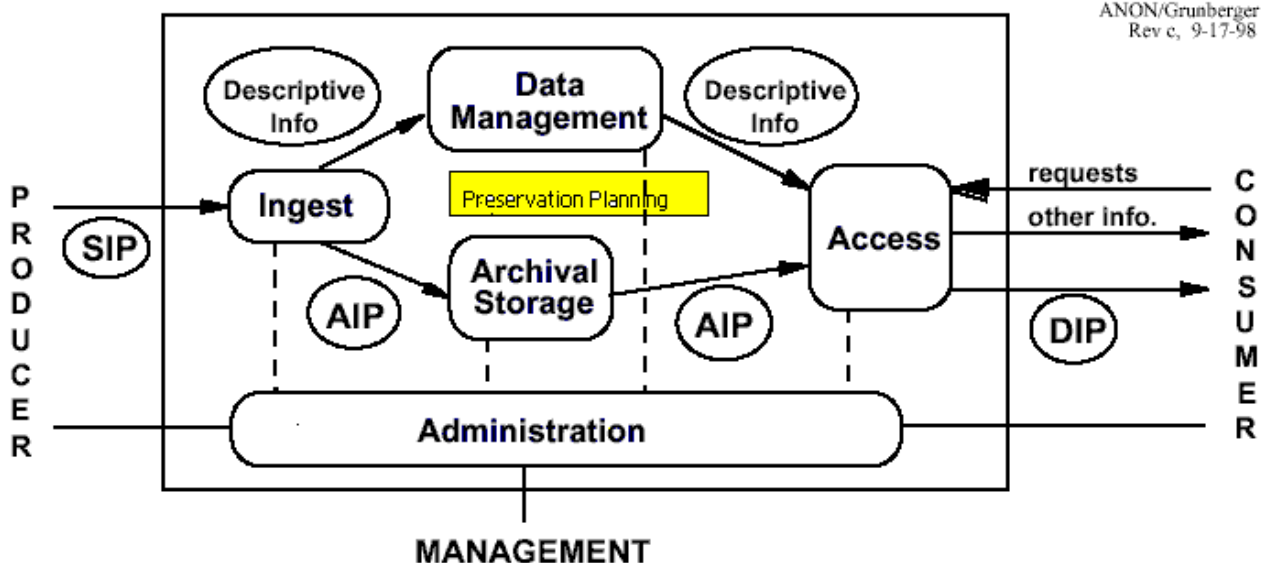 ANON/Grunberger
Rev c, 9-17-98
Descriptive
Info
Data
Management
Descriptive
Info
PRODUCER
SIP
Ingest
Preservation Planning
Access
requests
other info.
CONSUMER
Archival
Storage
AIP
AIP
DIP
Administration
MANAGEMENT